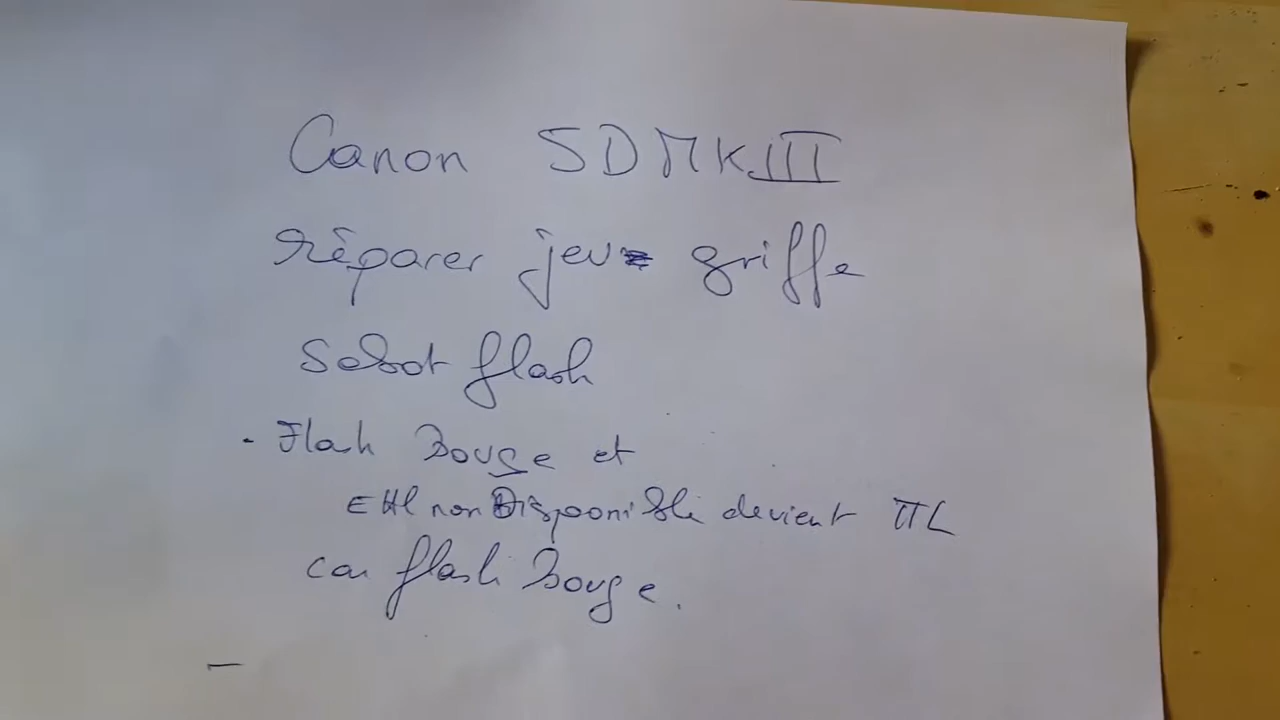 Canon 5D MKIII
réparer jeu griffe
Sabot flash
- Flash Bouge et
ETTL non Disponible devient TTL
car flash Bouge.